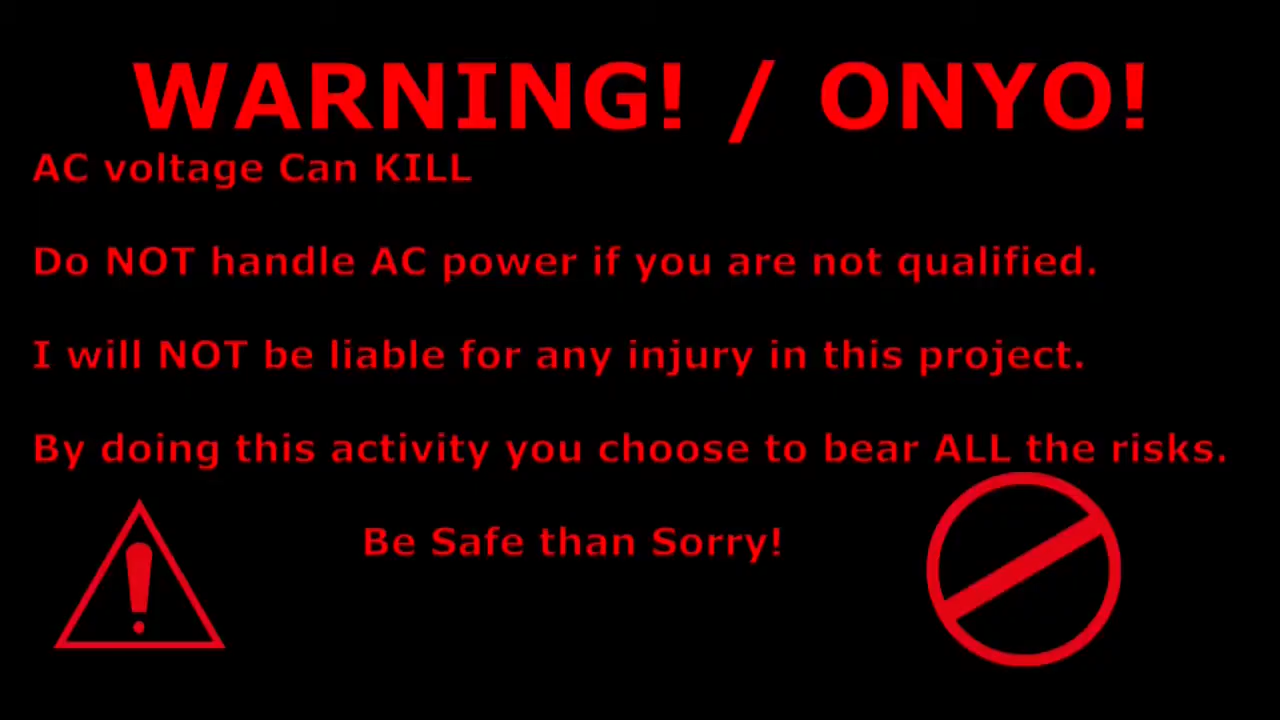 WARNING! / ONYO!
AC voltage Can KILL
Do NOT handle AC power if you are not qualified.
I will NOT be liable for any injury in this project.
By doing this activity you choose to bear ALL the risks.
Be Safe than Sorry!